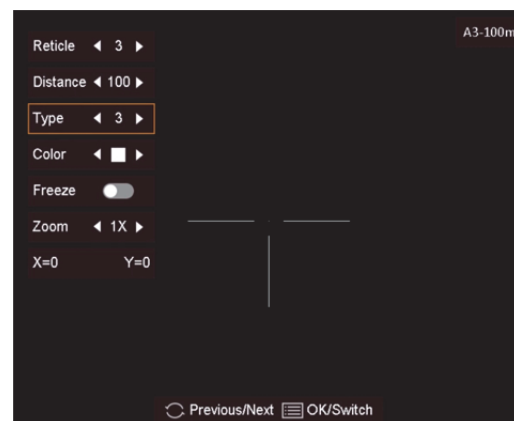 A3-100m
Reticle 3
Distance 100
Type 3
Color
Freeze
Zoom 1X
X=0 Y=0
Previous/Next OK/Switch